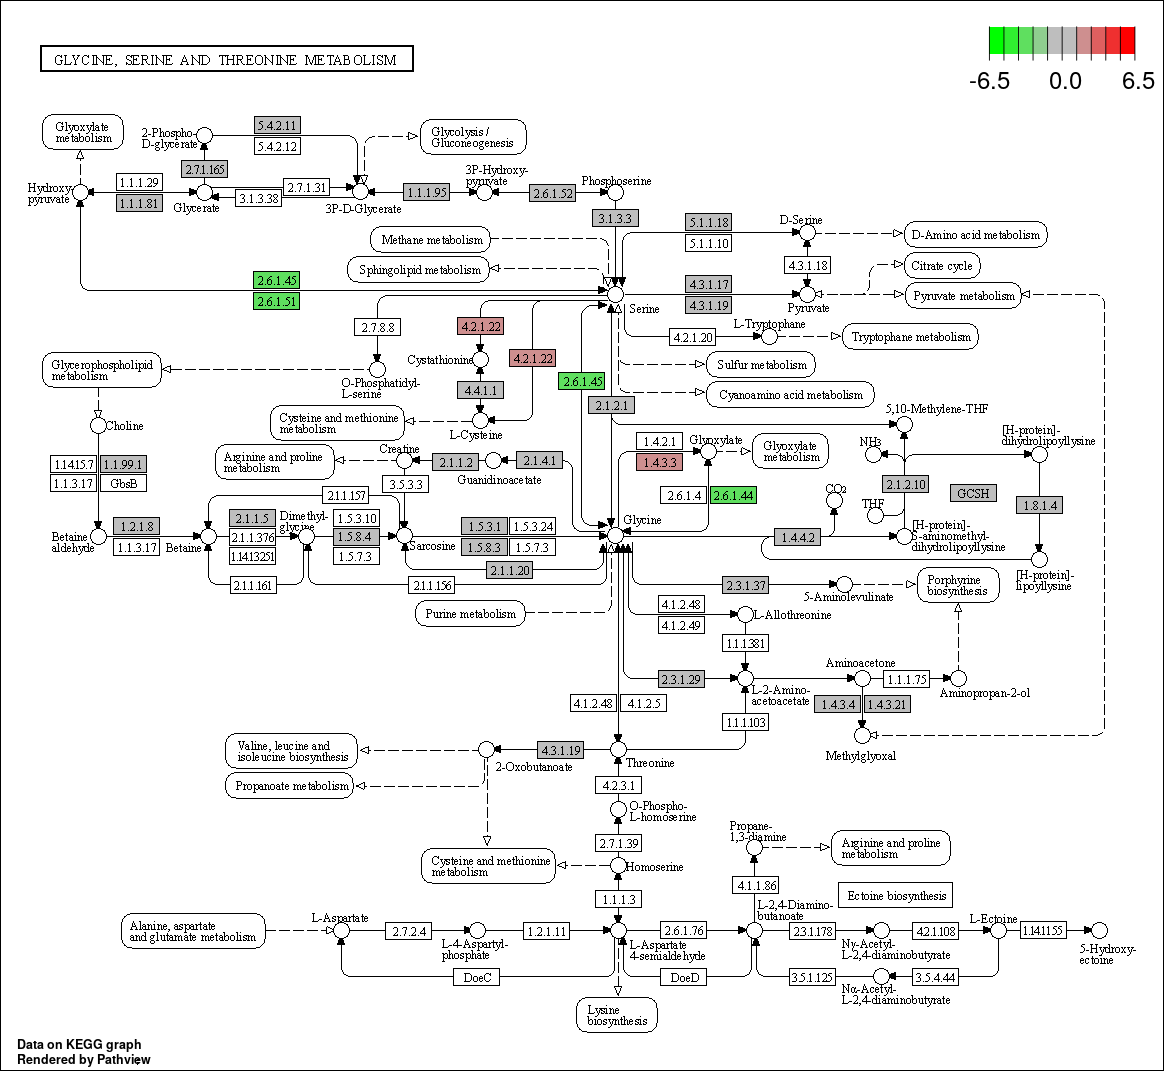 GLYCINE, SERINE AND THREONINE METABOLISM
-6.5 0.0 6.5
Glyoxylate
metabolism
2-Phospho-
D-glycerate
5.4.2.11
5.4.2.12
Glycolysis /
Gluconeogenesis
2.7.1.165
Hydroxy-
pyruvate
1.1.1.29
1.1.1.81
Glycerate
2.7.1.31
3.1.3.38
3P-D-Glycerate
1.1.1.95
3P-Hydroxy-
pyruvate
2.6.1.52
Phosphoserine
3.1.3.3
Methane metabolism
Sphingolipid metabolism
5.1.1.18
5.1.1.10
D-Serine
D-Amino acid metabolism
4.3.1.18
Citrate cycle
2.6.1.45
2.6.1.51
4.3.1.17
4.3.1.19
Pyruvate
Pyruvate metabolism
Serine
2.7.8.8
4.2.1.22
4.2.1.20
L-Tryptophane
Tryptophane metabolism
Glycerophospholipid
metabolism
O-Phosphatidyl-
L-serine
Cystathionine
4.2.1.22
Sulfur metabolism
2.6.1.45
4.4.1.1
Cyanoamino acid metabolism
2.1.2.1
Choline
Cysteine and methionine
metabolism
L-Cysteine
5,10-Methylene-THF
1.14.15.7
1.1.99.1
1.1.3.17
GbsB
Arginine and proline
metabolism
Creatine
2.1.1.2
Guanidinoacetate
2.1.4.1
3.5.3.3
1.4.2.1
1.4.3.3
Glyoxylate
Glyoxylate
metabolism
2.6.1.4
2.6.1.44
NH3
[H-protein]-
dihydrolipoyllysine
2.1.2.10
GCSH
1.8.1.4
CO2
THF
[H-protein]
S-aminomethyl-
dihydrolipoyllysine
[H-protein]-
lipoyllysine
1.4.4.2
Betaine
aldehyde
1.2.1.8
1.1.3.17
Betaine
2.1.1.157
2.1.1.5
2.1.1.376
1.14.13.251
Dimethyl-
glycine
1.5.3.10
1.5.8.4
1.5.7.3
Sarcosine
1.5.3.1
1.5.3.24
1.5.8.3
1.5.7.3
2.1.1.20
Glycine
2.1.1.161
2.1.1.156
Purine metabolism
2.3.1.37
5-Aminolevulinate
Porphyrine
biosynthesis
4.1.2.48
4.1.2.49
L-Allothreonine
1.1.1.381
2.3.1.29
L-2-Amino-
acetoacetate
Aminoacetone
1.1.1.75
Aminopropan-2-ol
1.4.3.4
1.4.3.21
Methylglyoxal
4.1.2.48
4.1.2.5
1.1.1.103
Valine, leucine and
isoleucine biosynthesis
Propanoate metabolism
2-Oxobutanoate
4.3.1.19
Threonine
4.2.3.1
O-Phospho-
L-homoserine
2.7.1.39
Cysteine and methionine
metabolism
Homoserine
1.1.1.3
Propane-
1,3-diamine
Arginine and proline
metabolism
4.1.1.86
Ectoine biosynthesis
Alanine, aspartate
and glutamate metabolism
L-Aspartate
2.7.2.4
L-4-Aspartyl-
phosphate
1.2.1.11
L-Aspartate
4-semialdehyde
2.6.1.76
L-2,4-Diamino-
butanoate
2.3.1.178
Nγ-Acetyl-
L-2,4-diaminobutyrate
4.2.1.108
L-Ectoine
1.14.11.55
5-Hydroxy-
ectoine
DoeC
DoeD
3.5.1.125
Nα-Acetyl-
L-2,4-diaminobutyrate
3.5.4.44
Lysine
biosynthesis
Data on KEGG graph
Rendered by Pathview